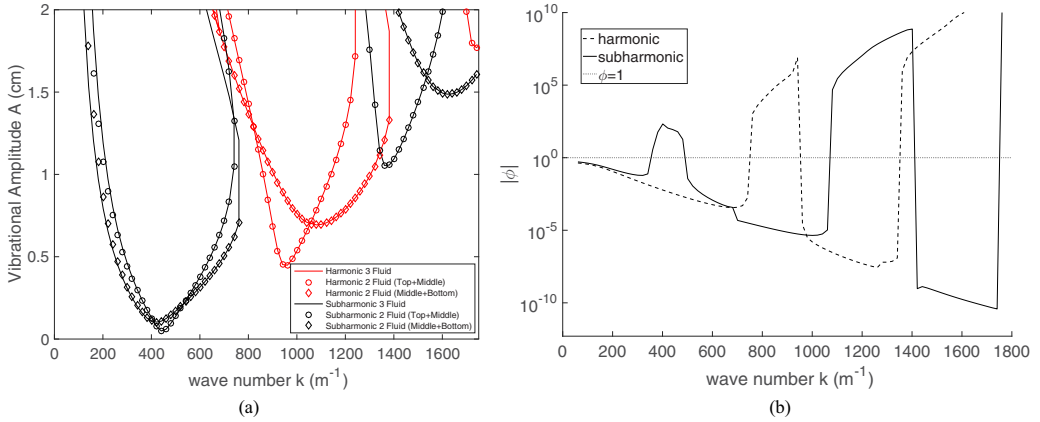 2
1.5
1
0.5
0
Vibrational Amplitude A (cm)
0 200 400 600 800 1000 1200 1400 1600
wave number k (m⁻¹)
Harmonic 3 Fluid
Harmonic 2 Fluid (Top+Middle)
Harmonic 2 Fluid (Middle+Bottom)
Subharmonic 3 Fluid
Subharmonic 2 Fluid (Top+Middle)
Subharmonic 2 Fluid (Middle+Bottom)
(a)
10¹⁰
10⁵
10⁰
10⁻⁵
10⁻¹⁰
|ϕ|
harmonic
subharmonic
ϕ=1
0 200 400 600 800 1000 1200 1400 1600 1800
wave number k (m⁻¹)
(b)